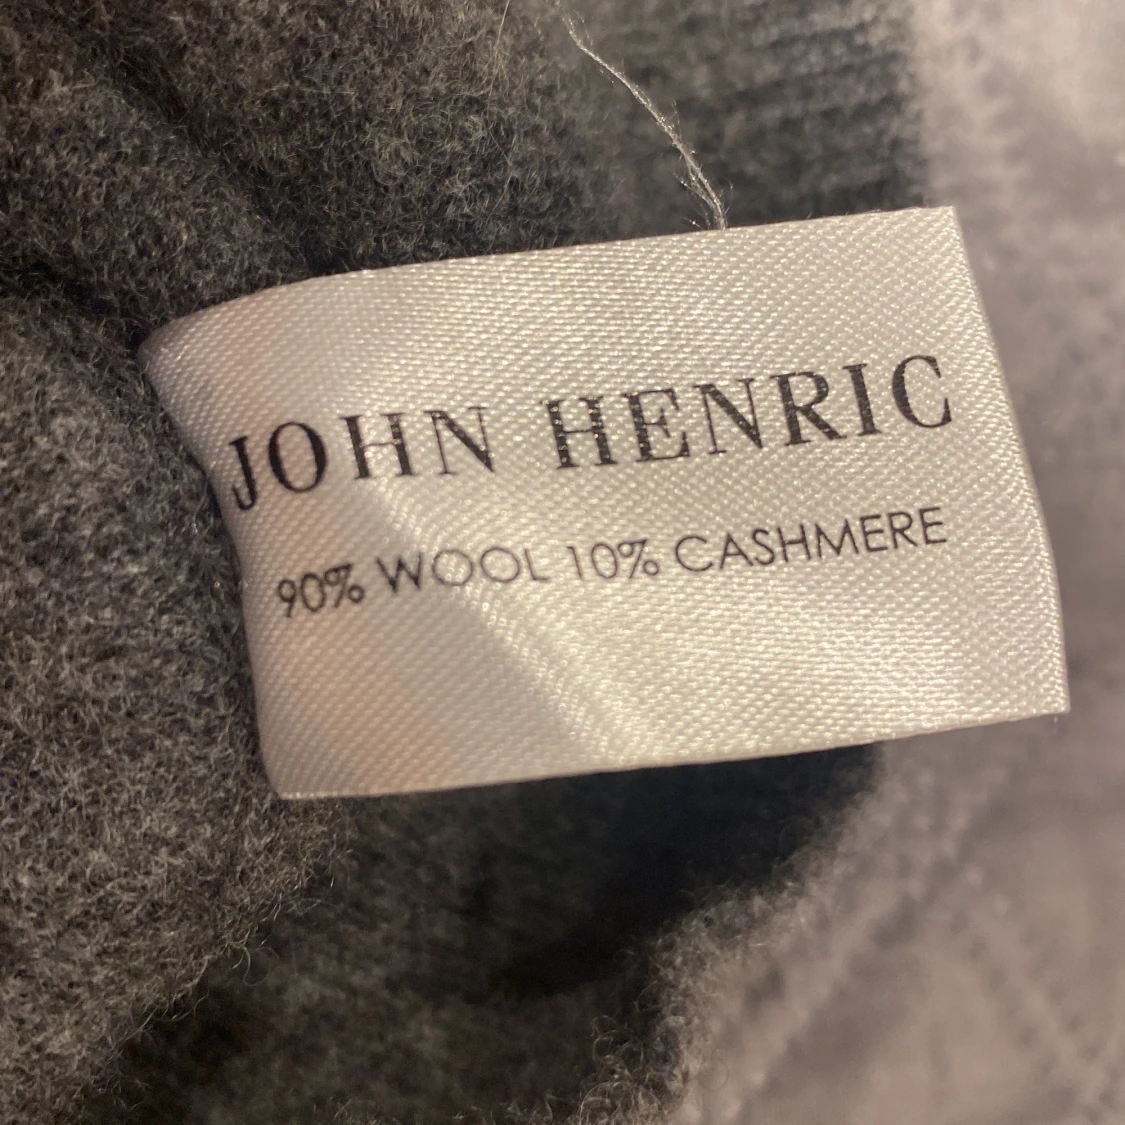 JOHN HENRIC
90% WOOL 10% CASHMERE